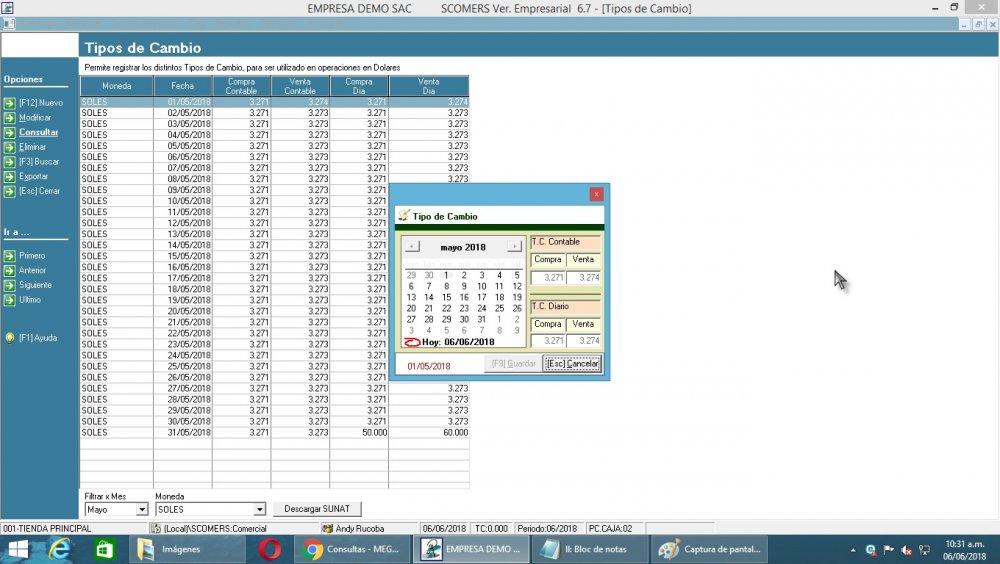 EMPRESA DEMO SAC SCOMERS Ver. Empresarial 6.7 - [Tipos de Cambio]
Tipos de Cambio
Permite registrar los distintos Tipos de Cambio, para ser utilizado en operaciones en Dolares
Opciones
[F12] Nuevo
Modificar
Consultar
Eliminar
[F3] Buscar
Exportar
[Esc] Cerrar
Ir a ...
Primero
Anterior
Siguiente
Ultimo
[F1] Ayuda
Moneda Fecha Compra Contable Venta Contable Compra Dia Venta Dia
SOLES 01/05/2018 3.271 3.274 3.271 3.274
SOLES 02/05/2018 3.271 3.273 3.271 3.273
SOLES 03/05/2018 3.271 3.273 3.271 3.273
SOLES 04/05/2018 3.271 3.273 3.271 3.273
SOLES 05/05/2018 3.271 3.273 3.271 3.273
SOLES 06/05/2018 3.271 3.273 3.271 3.273
SOLES 07/05/2018 3.271 3.273 3.271 3.273
SOLES 08/05/2018 3.271 3.273 3.271 3.273
SOLES 09/05/2018 3.271 3.273 3.271
SOLES 10/05/2018 3.271 3.273 3.271
SOLES 11/05/2018 3.271 3.273 3.271
SOLES 12/05/2018 3.271 3.273 3.271
SOLES 13/05/2018 3.271 3.273 3.271
SOLES 14/05/2018 3.271 3.273 3.271
SOLES 15/05/2018 3.271 3.273 3.271
SOLES 16/05/2018 3.271 3.273 3.271
SOLES 17/05/2018 3.271 3.273 3.271
SOLES 18/05/2018 3.271 3.273 3.271
SOLES 19/05/2018 3.271 3.273 3.271
SOLES 20/05/2018 3.271 3.273 3.271
SOLES 21/05/2018 3.271 3.273 3.271
SOLES 22/05/2018 3.271 3.273 3.271
SOLES 23/05/2018 3.271 3.273 3.271
SOLES 24/05/2018 3.271 3.273 3.271
SOLES 25/05/2018 3.271 3.273 3.271
SOLES 26/05/2018 3.271 3.273 3.271
SOLES 27/05/2018 3.271 3.273 3.271 3.273
SOLES 28/05/2018 3.271 3.273 3.271 3.273
SOLES 29/05/2018 3.271 3.273 3.271 3.273
SOLES 30/05/2018 3.271 3.273 3.271 3.273
SOLES 31/05/2018 3.271 3.273 50.000 60.000
Tipo de Cambio
mayo 2018
29 30 1 2 3 4 5
6 7 8 9 10 11 12
13 14 15 16 17 18 19
20 21 22 23 24 25 26
27 28 29 30 31 1 2
3 4 5 6 7 8 9
Hoy: 06/06/2018
T.C. Contable
Compra Venta
3.271 3.274
T.C. Diario
Compra Venta
3.271 3.274
01/05/2018 [F9] Guardar [Esc] Cancelar
Filtrar x Mes Moneda
Mayo SOLES Descargar SUNAT
001-TIENDA PRINCIPAL (Local)\SCOMERS:Comercial Andy Rucoba 06/06/2018 TC:0.000 Periodo:06/2018 PC.CAJA:02
Imágenes Consultas - MEG... EMPRESA DEMO ... II: Bloc de notas Captura de pantal...
10:31 a.m.
06/06/2018